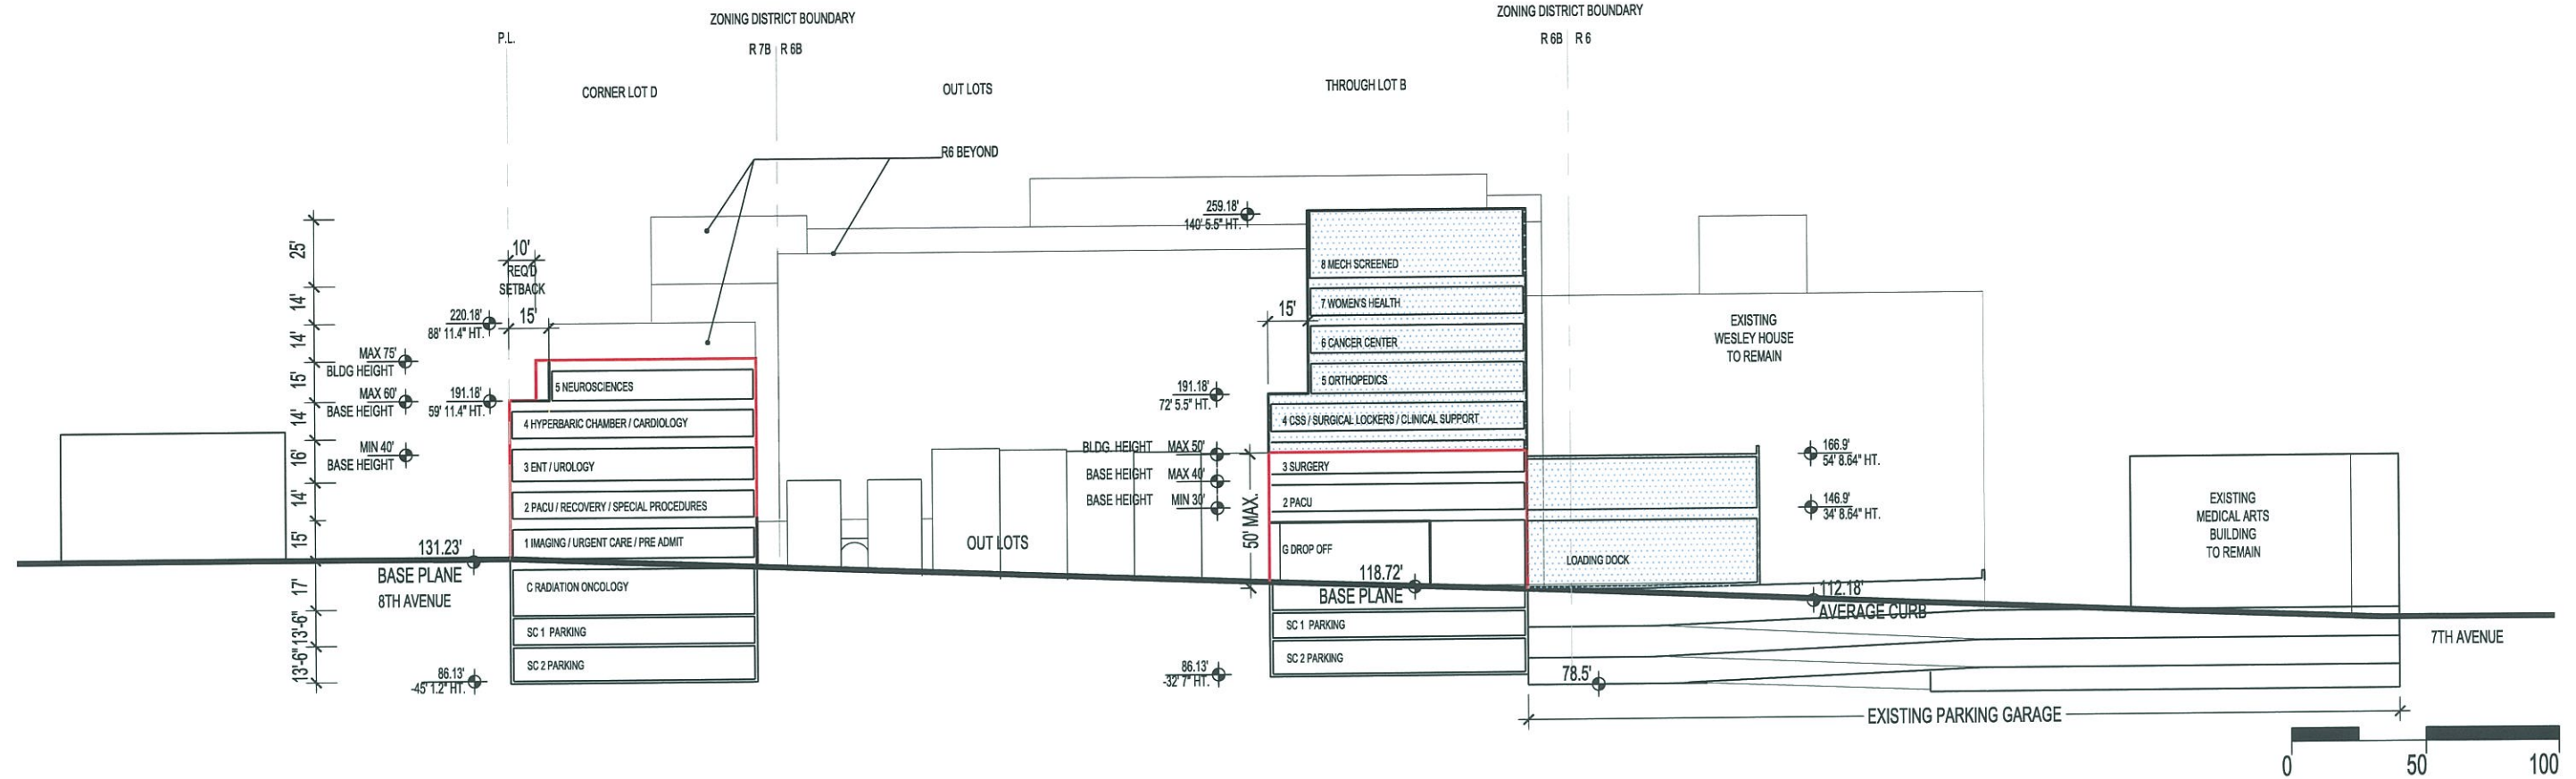 ZONING DISTRICT BOUNDARY
R 7B R 6B
ZONING DISTRICT BOUNDARY
R 6B R 6
P.L.
CORNER LOT D
OUT LOTS
THROUGH LOT B
R6 BEYOND
25'
14'
14'
15'
14'
16'
14'
15'
17'
13'-6"
13'-6"
10'
REQ'D
SETBACK
15'
220.18'
88' 11.4" HT.
MAX 75'
BLDG HEIGHT
MAX 60'
BASE HEIGHT
191.18'
59' 11.4" HT.
MIN 40'
BASE HEIGHT
131.23'
BASE PLANE
8TH AVENUE
86.13'
-45' 1.2" HT.
5 NEUROSCIENCES
4 HYPERBARIC CHAMBER / CARDIOLOGY
3 ENT / UROLOGY
2 PACU / RECOVERY / SPECIAL PROCEDURES
1 IMAGING / URGENT CARE / PRE ADMIT
C RADIATION ONCOLOGY
SC 1 PARKING
SC 2 PARKING
OUT LOTS
259.18'
140' 5.5" HT.
15'
191.18'
72' 5.5" HT.
BLDG. HEIGHT MAX 50'
BASE HEIGHT MAX 40'
BASE HEIGHT MIN 30'
50' MAX.
8 MECH SCREENED
7 WOMEN'S HEALTH
6 CANCER CENTER
5 ORTHOPEDICS
4 CSS / SURGICAL LOCKERS / CLINICAL SUPPORT
3 SURGERY
2 PACU
G DROP OFF
118.72'
BASE PLANE
SC 1 PARKING
SC 2 PARKING
86.13'
-32' 7" HT.
LOADING DOCK
EXISTING
WESLEY HOUSE
TO REMAIN
166.9'
54' 8.64" HT.
146.9'
34' 8.64" HT.
112.18'
AVERAGE CURB
78.5'
EXISTING PARKING GARAGE
EXISTING
MEDICAL ARTS
BUILDING
TO REMAIN
7TH AVENUE
0 50 100